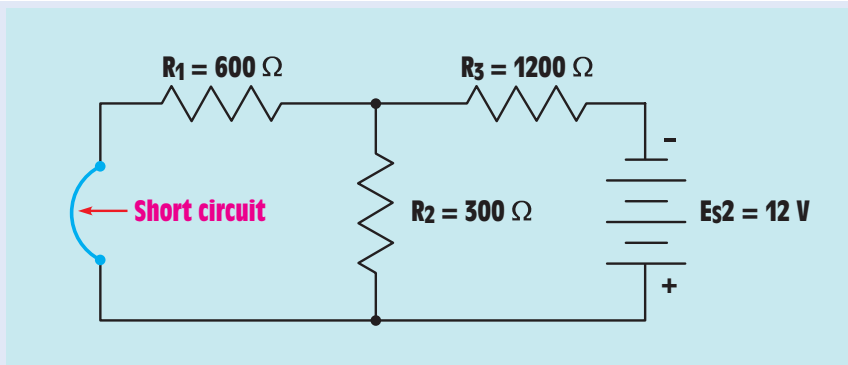 R1 = 600 Ω
R3 = 1200 Ω
-
Short circuit
R2 = 300 Ω
Es2 = 12 V
+